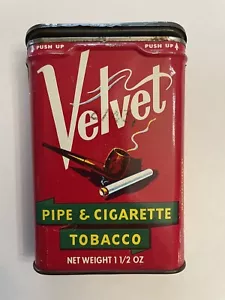 PUSH UP PUSH UP
Velvet
PIPE & CIGARETTE
TOBACCO
NET WEIGHT 1 1/2 OZ